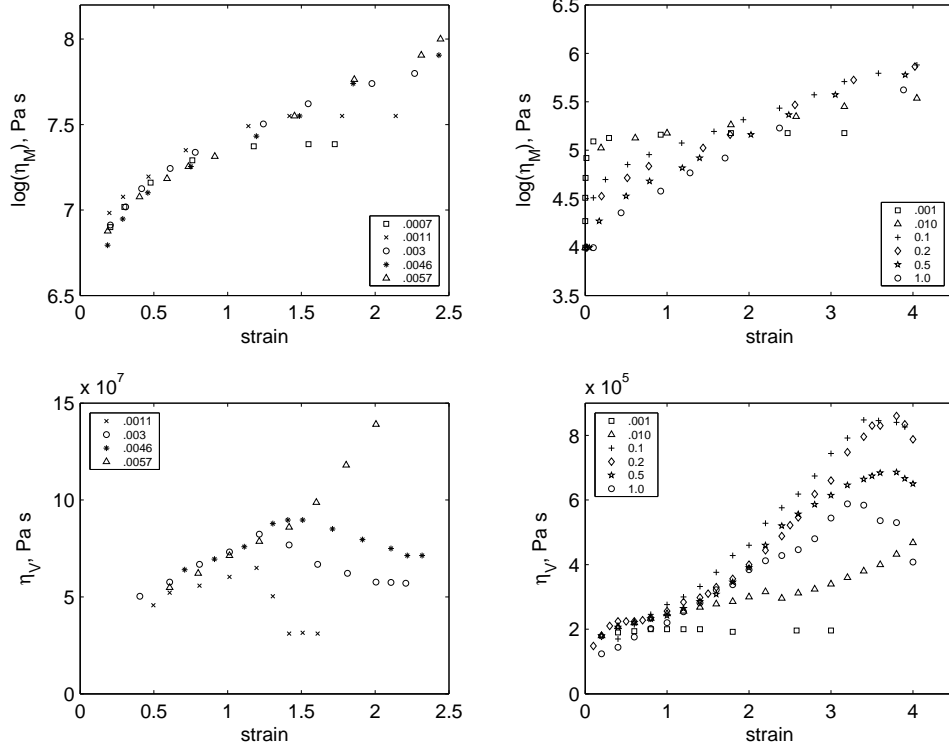 8
7.5
7
6.5
log(η_M), Pa s
0 0.5 1 1.5 2 2.5
strain
.0007
.0011
.003
.0046
.0057
6.5
6
5.5
5
4.5
4
3.5
log(η_M), Pa s
0 1 2 3 4
strain
.001
.010
0.1
0.2
0.5
1.0
x 10^7
15
10
5
0
η_V, Pa s
0 0.5 1 1.5 2 2.5
strain
.0011
.003
.0046
.0057
x 10^5
8
6
4
2
0
η_V, Pa s
0 1 2 3 4
strain
.001
.010
0.1
0.2
0.5
1.0